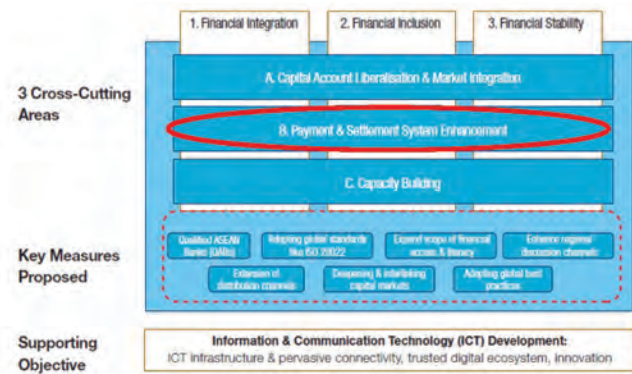 1. Financial Integration
2. Financial Inclusion
3. Financial Stability
3 Cross-Cutting
Areas
A. Capital Account Liberalisation & Market Integration
B. Payment & Settlement System Enhancement
C. Capacity Building
Key Measures
Proposed
Qualified ASEAN
Banks (QABs)
Adopting global standards
like ISO 20022
Expand scope of financial
access & literacy
Enhance regional
discussion channels
Extension of
distribution channels
Deepening & interlinking
capital markets
Adopting global best
practices
Supporting
Objective
Information & Communication Technology (ICT) Development:
ICT infrastructure & pervasive connectivity, trusted digital ecosystem, innovation